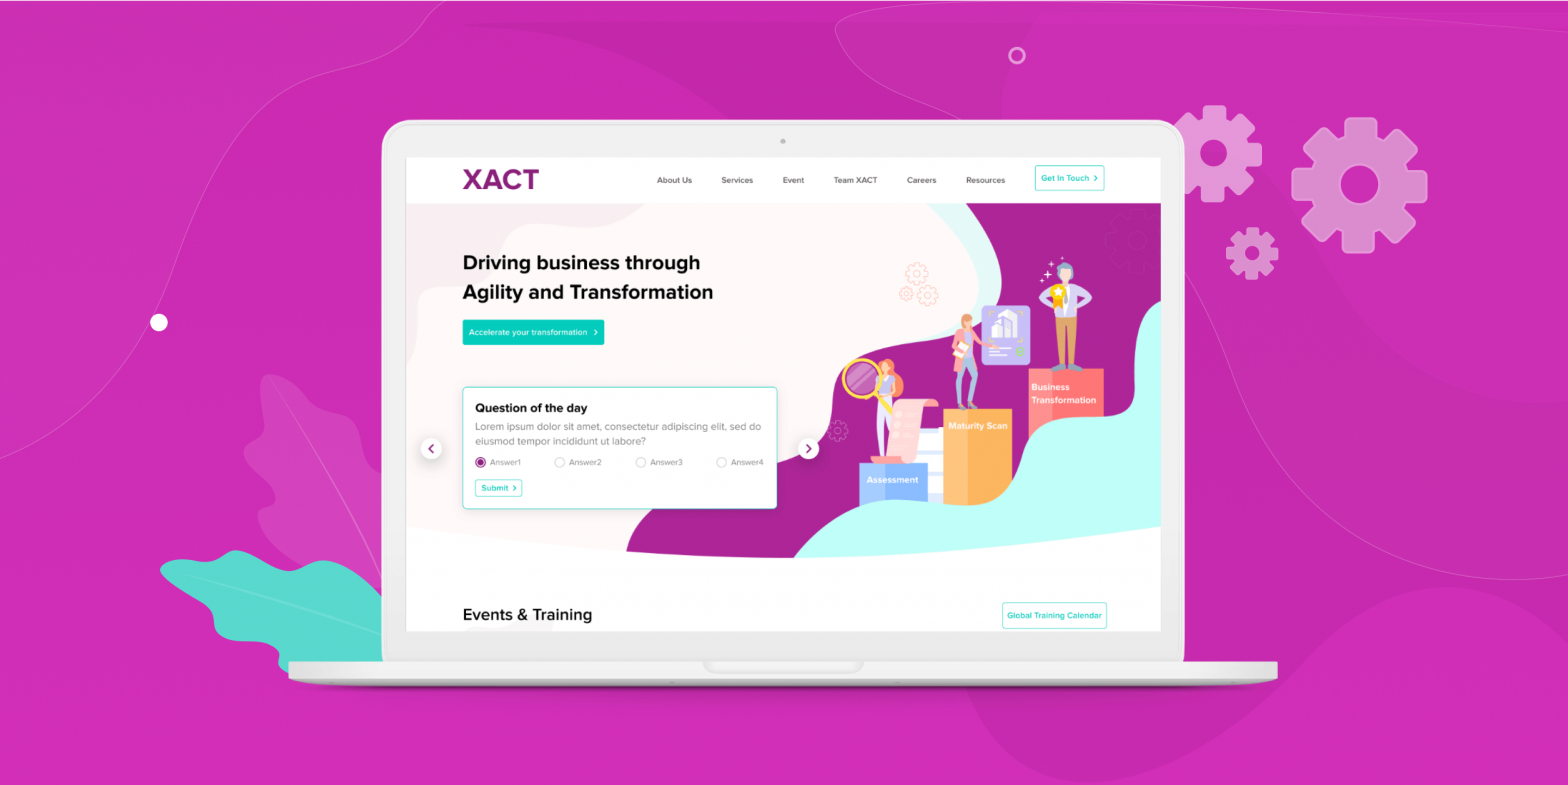 XACT
About Us
Services
Event
Team XACT
Careers
Resources
Get In Touch
Driving business through
Agility and Transformation
Accelerate your transformation
Question of the day
Lorem ipsum dolor sit amet, consectetur adipiscing elit, sed do
eiusmod tempor incididunt ut labore?
Answer1
Answer2
Answer3
Answer4
Submit
Business
Transformation
Maturity Scan
Assessment
Events & Training
Global Training Calendar